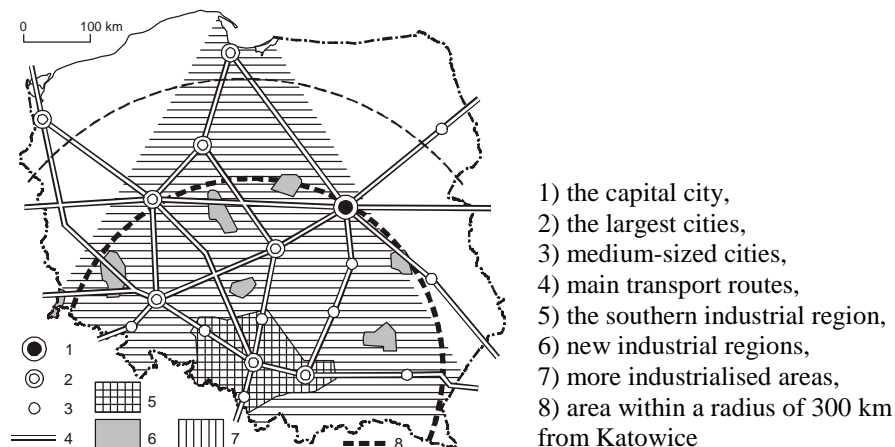 0 100 km
1) the capital city,
2) the largest cities,
3) medium-sized cities,
4) main transport routes,
5) the southern industrial region,
6) new industrial regions,
7) more industrialised areas,
8) area within a radius of 300 km
from Katowice
1
2
3
5
4
6
7
8